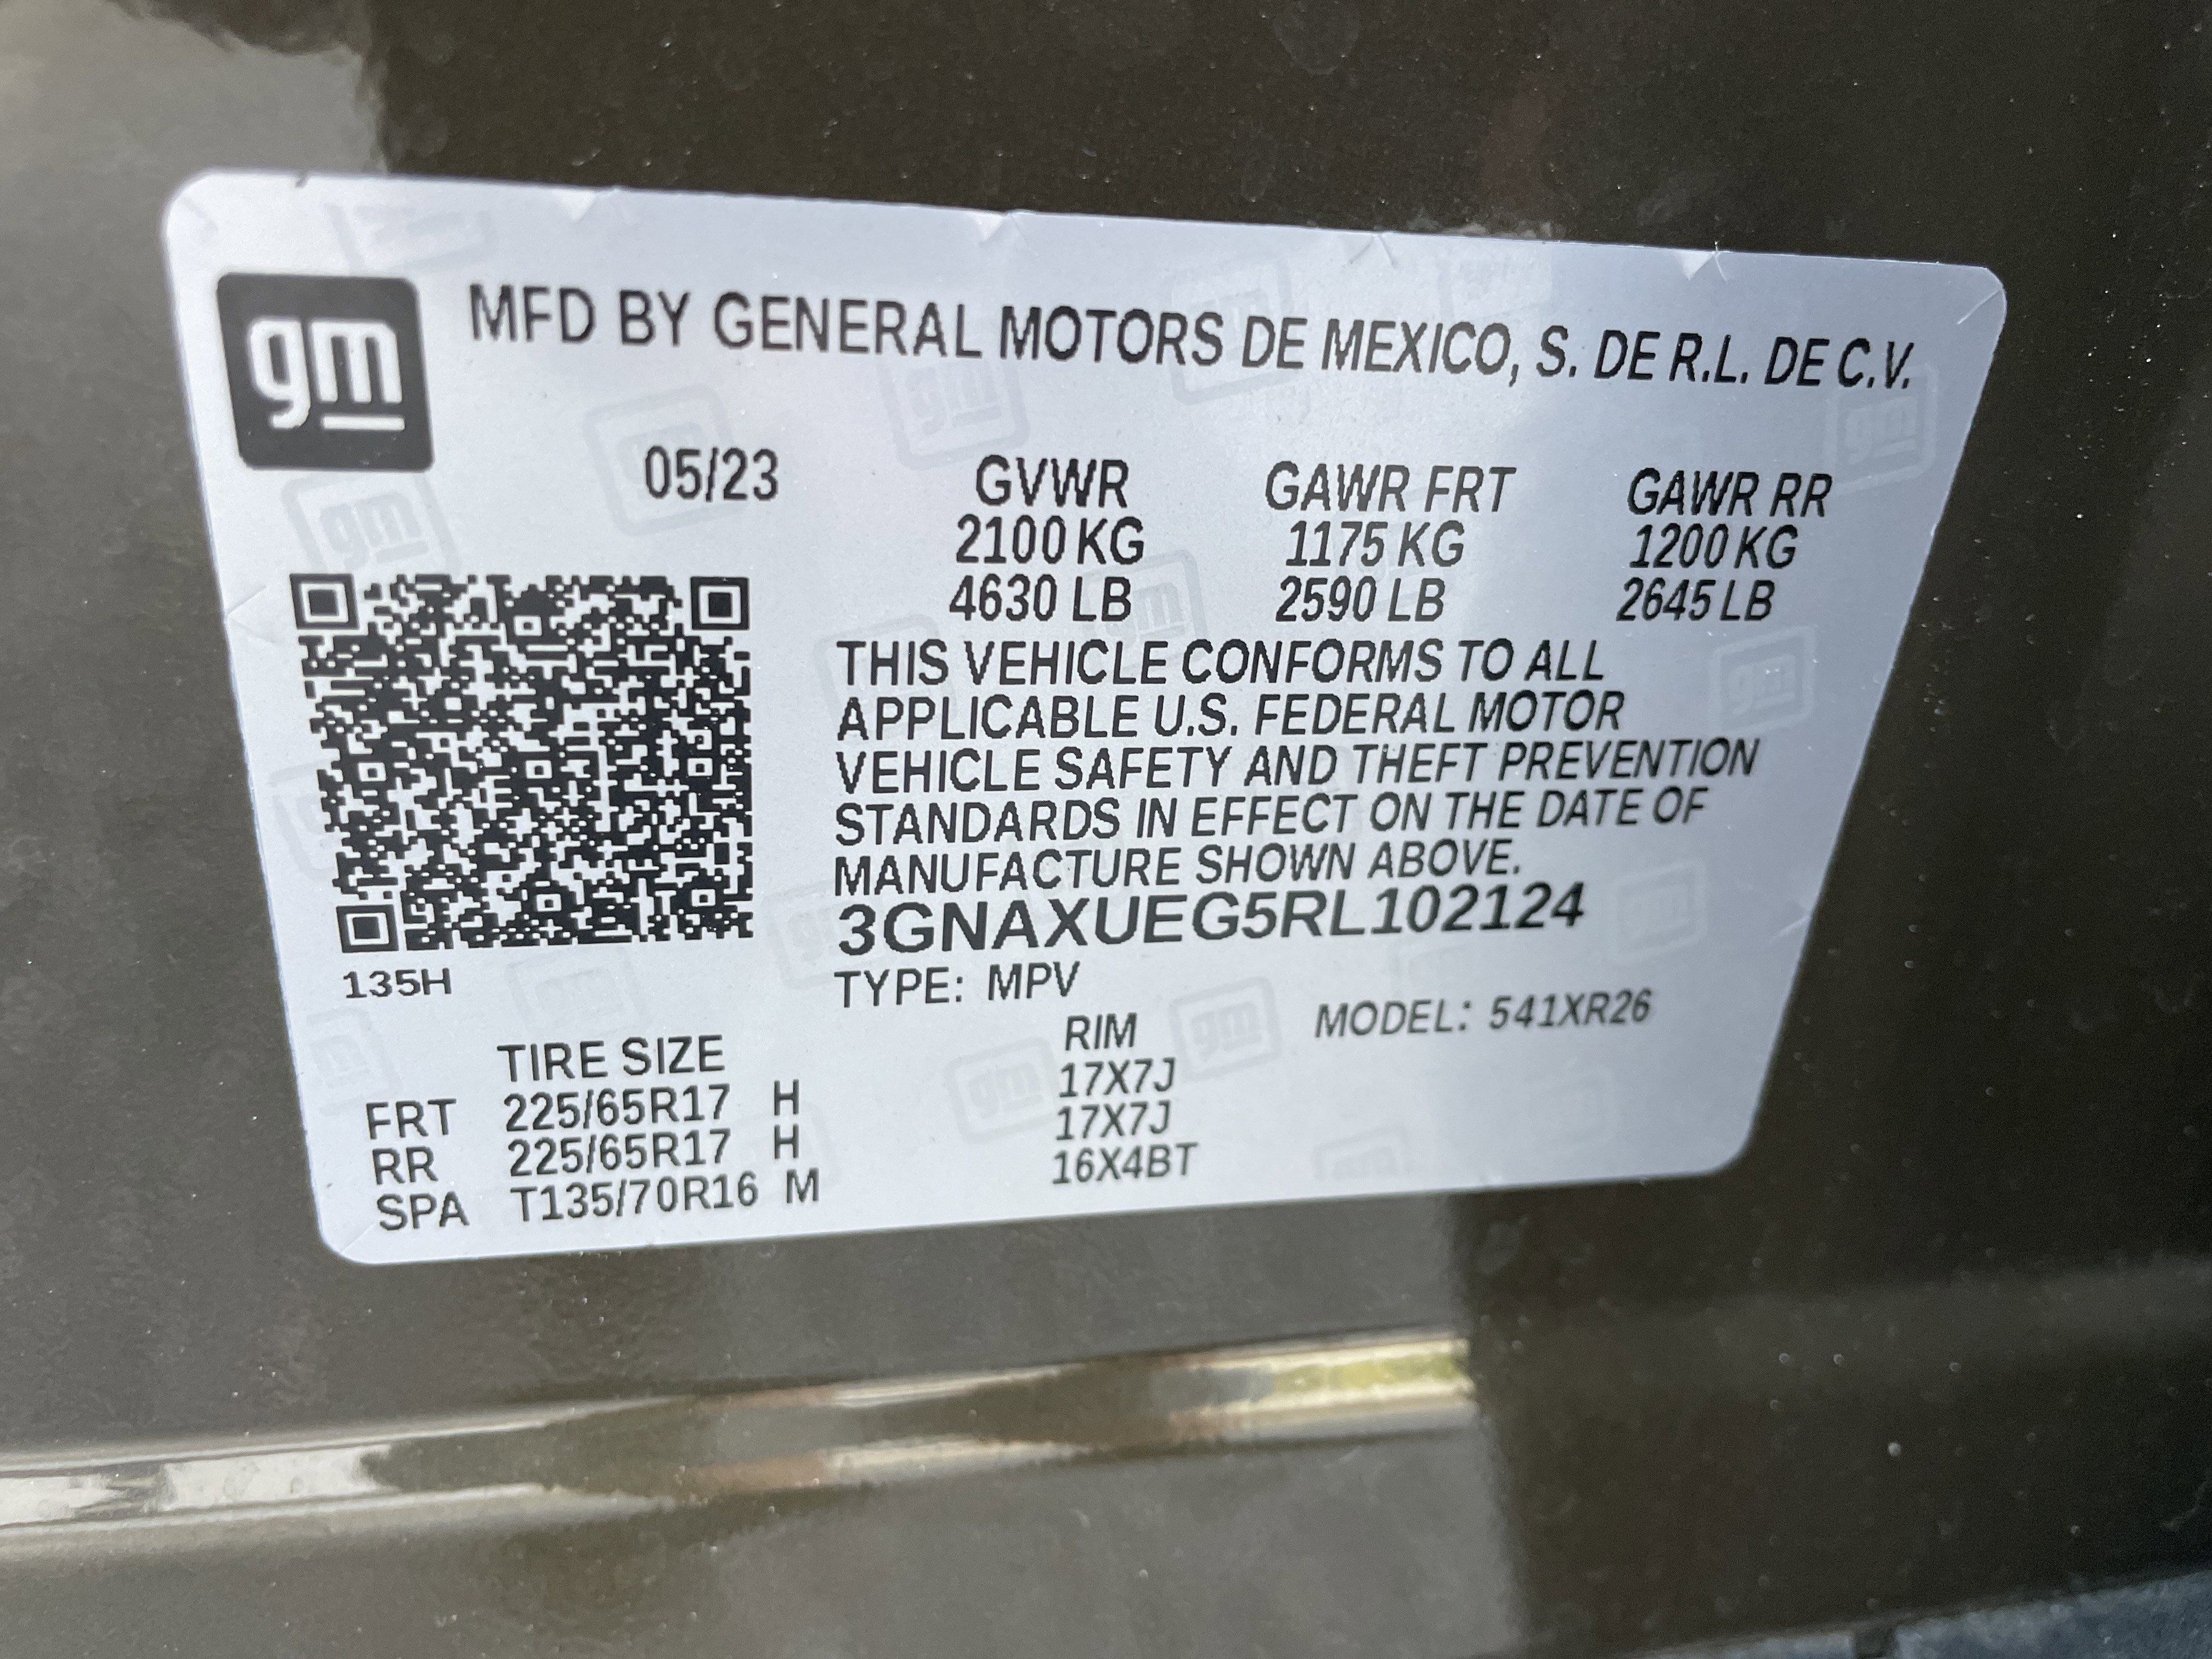 gm MFD BY GENERAL MOTORS DE MEXICO, S. DE R.L. DE C.V.
05/23 GVWR GAWR FRT GAWR RR
2100 KG 1175 KG 1200 KG
4630 LB 2590 LB 2645 LB
THIS VEHICLE CONFORMS TO ALL
APPLICABLE U.S. FEDERAL MOTOR
VEHICLE SAFETY AND THEFT PREVENTION
STANDARDS IN EFFECT ON THE DATE OF
MANUFACTURE SHOWN ABOVE.
3GNAXUEG5RL102124
135H
TYPE: MPV MODEL: 541XR26
TIRE SIZE RIM
FRT 225/65R17 H 17X7J
RR 225/65R17 H 17X7J
SPA T135/70R16 M 16X4BT